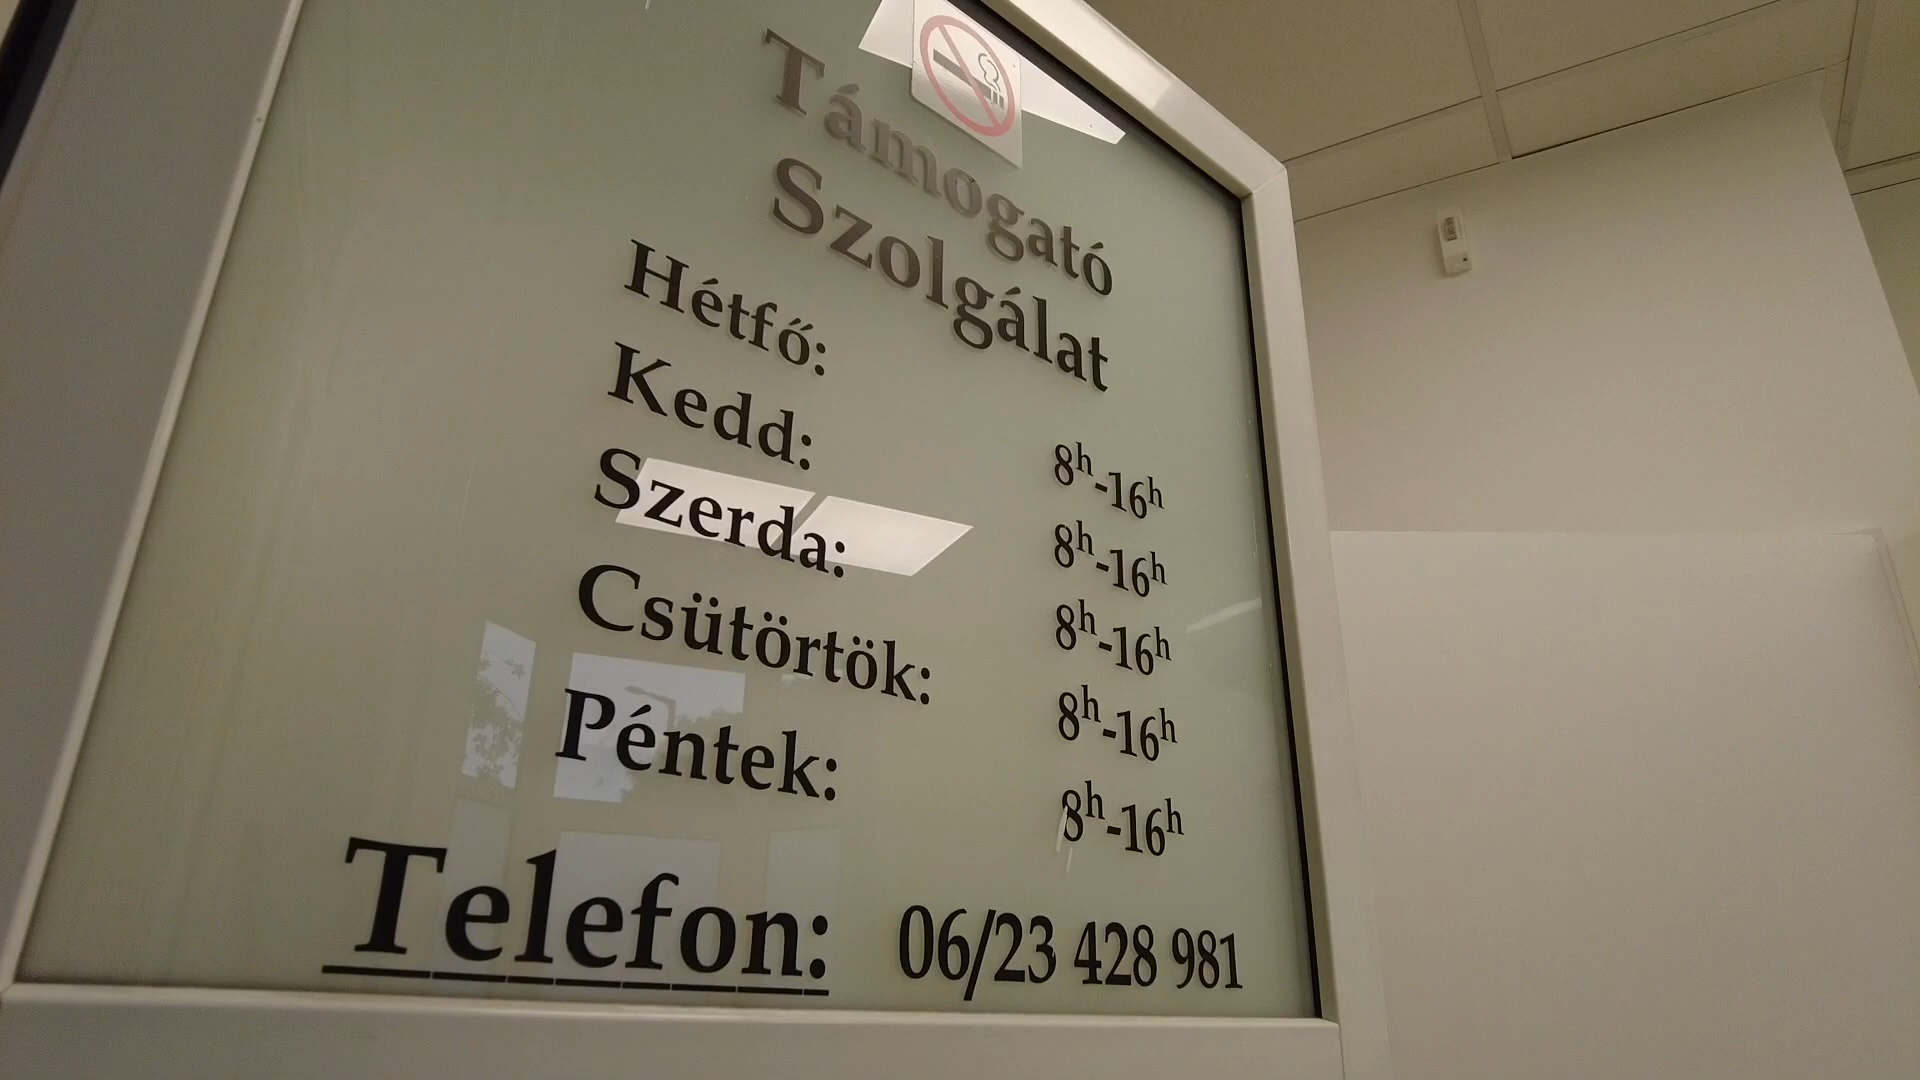 Támogató
Szolgálat
Hétfő: 8h-16h
Kedd: 8h-16h
Szerda: 8h-16h
Csütörtök: 8h-16h
Péntek: 8h-16h
Telefon: 06/23 428 981